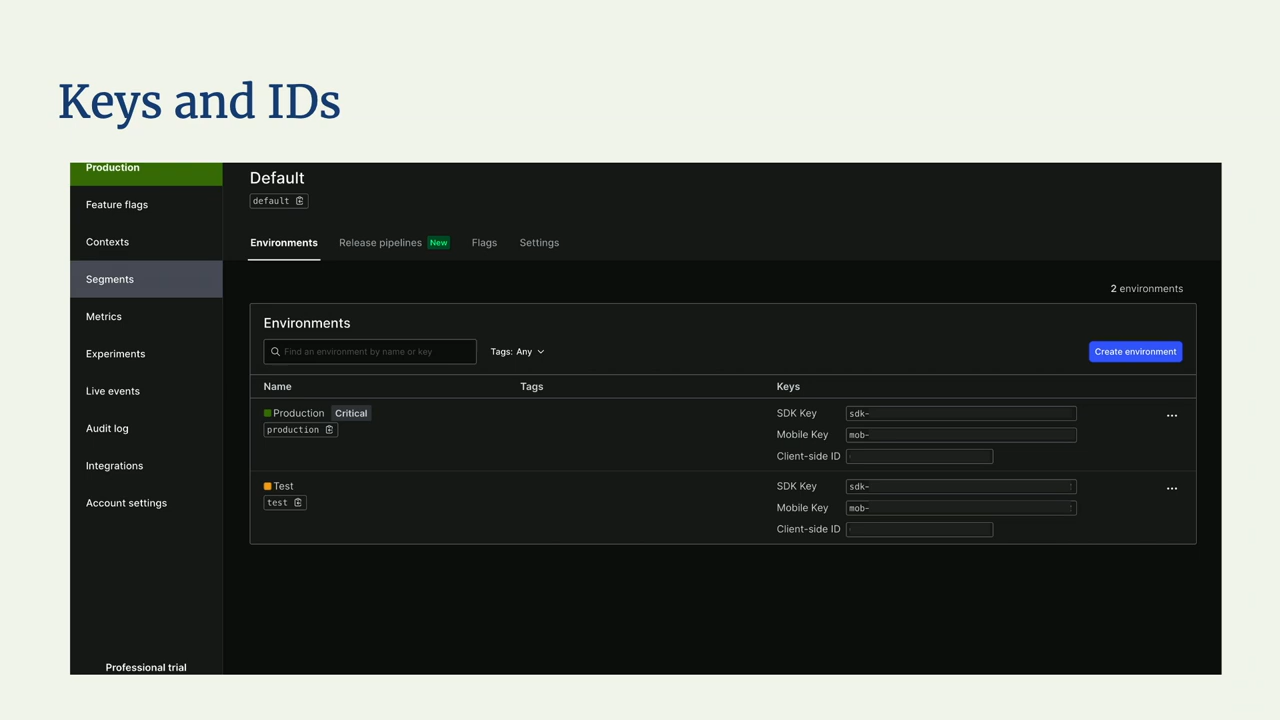 Keys and IDs
Production
Feature flags
Contexts
Segments
Metrics
Experiments
Live events
Audit log
Integrations
Account settings
Professional trial
Default
default
Environments Release pipelines New Flags Settings
2 environments
Environments
Find an environment by name or key Tags: Any Create environment
Name Tags Keys
Production Critical SDK Key sdk- ...
production Mobile Key mob-
Client-side ID
Test SDK Key sdk- ...
test Mobile Key mob-
Client-side ID